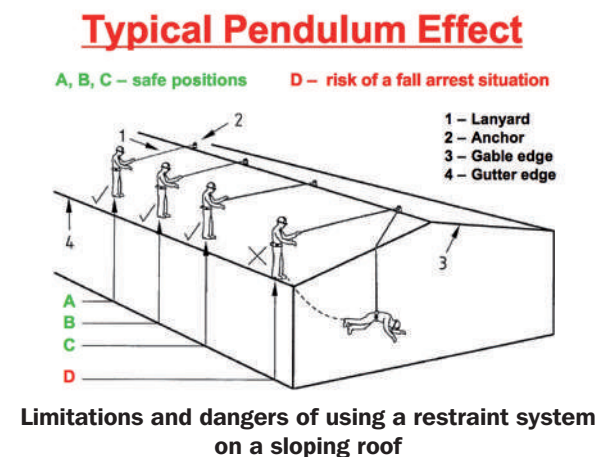 Typical Pendulum Effect
A, B, C – safe positions D – risk of a fall arrest situation
1 – Lanyard
2 – Anchor
3 – Gable edge
4 – Gutter edge
1
2
3
4
A
B
C
D
Limitations and dangers of using a restraint system
on a sloping roof